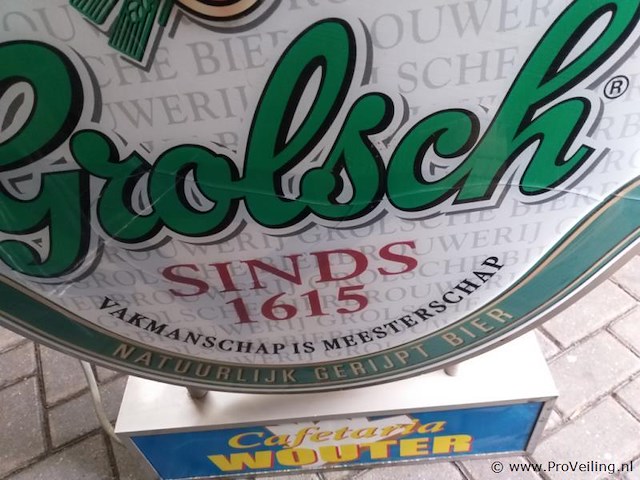 Grolsch®
SINDS
1615
VAKMANSCHAP IS MEESTERSCHAP
NATUURLIJK GERIJPT BIER
Cafetaria
WOUTER
© www.ProVeiling.nl